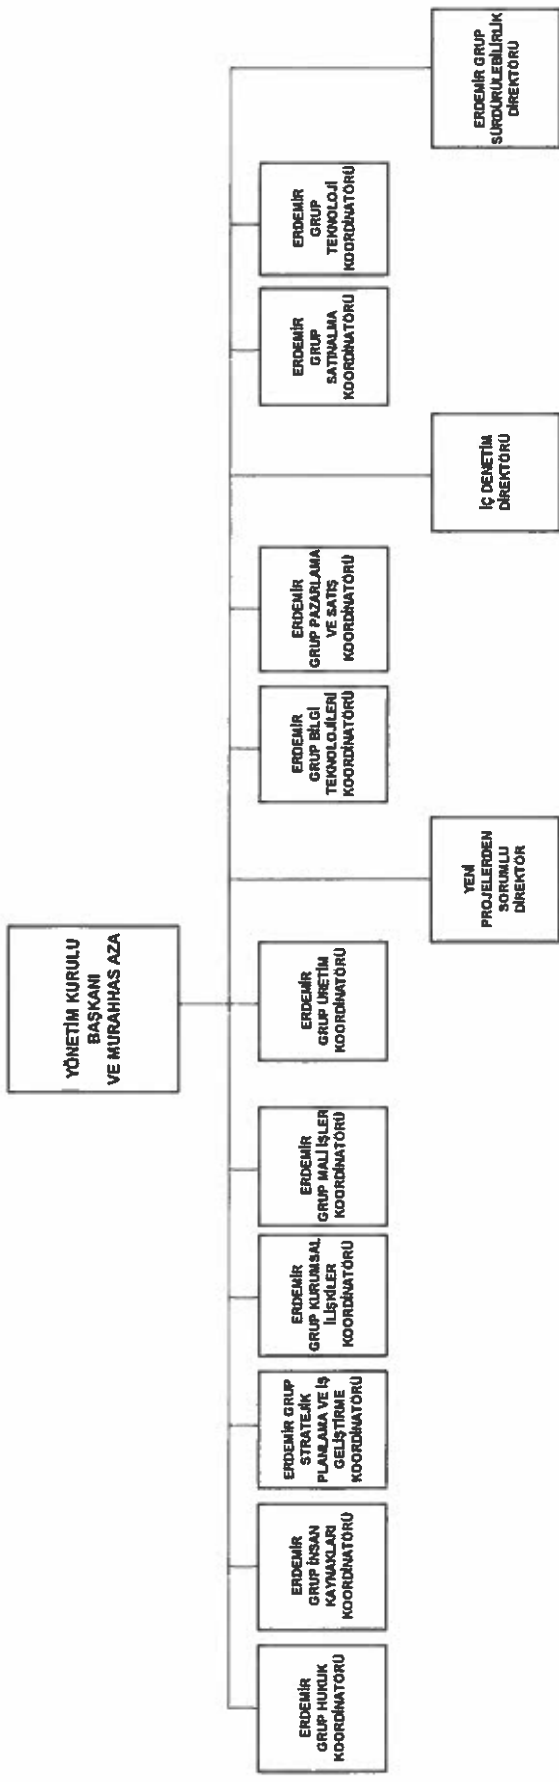 YÖNETİM KURULU
BAŞKANI
VE MURAHHAS AZA
ERDEMİR
GRUP HUKUK
KOORDİNATÖRÜ
ERDEMİR
GRUP İNSAN
KAYNAKLARI
KOORDİNATÖRÜ
ERDEMİR GRUP
STRATEJİK
PLANLAMA VE İŞ
GELİŞTİRME
KOORDİNATÖRÜ
ERDEMİR
GRUP KURUMSAL
İLİŞKİLER
KOORDİNATÖRÜ
ERDEMİR
GRUP MALİ İŞLER
KOORDİNATÖRÜ
ERDEMİR
GRUP ÜRETİM
KOORDİNATÖRÜ
ERDEMİR
GRUP BİLGİ
TEKNOLOJİLERİ
KOORDİNATÖRÜ
ERDEMİR
GRUP PAZARLAMA
VE SATIŞ
KOORDİNATÖRÜ
ERDEMİR
GRUP
SATINALMA
KOORDİNATÖRÜ
ERDEMİR
GRUP
TEKNOLOJİ
KOORDİNATÖRÜ
YENİ
PROJELERDEN
SORUMLU
DİREKTÖR
İÇ DENETİM
DİREKTÖRÜ
ERDEMİR GRUP
SÜRDÜRÜLEBİLİRLİK
DİREKTÖRÜ